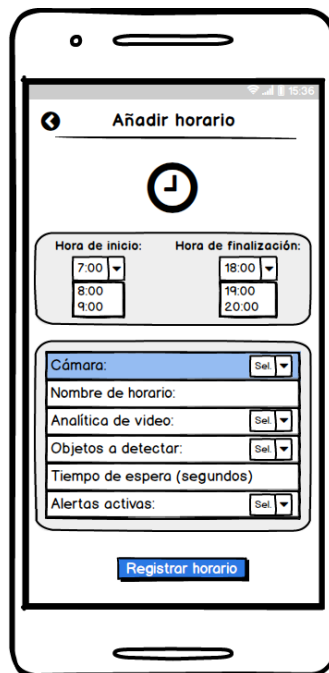 15:36
Añadir horario
Hora de inicio: Hora de finalización:
7:00 18:00
8:00 19:00
9:00 20:00
Cámara: Sel.
Nombre de horario:
Analítica de video: Sel.
Objetos a detectar: Sel.
Tiempo de espera (segundos)
Alertas activas: Sel.
Registrar horario